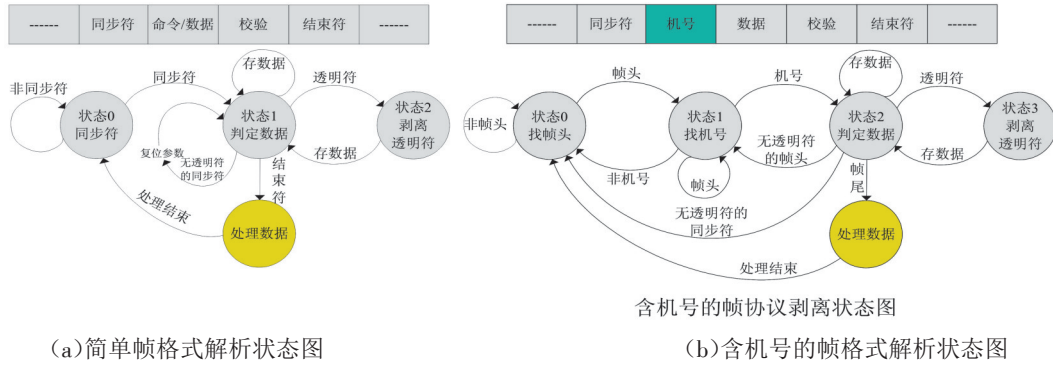 ------ 同步符 命令/数据 校验 结束符 ------
非同步符
同步符
存数据
透明符
状态0
同步符
状态1
判定数据
状态2
剥离
透明符
复位参数
无透明符
的同步符
存数据
结束符
处理结束
处理数据
(a)简单帧格式解析状态图
------ 同步符 机号 数据 校验 结束符 ------
帧头
机号
存数据
透明符
非帧头
状态0
找帧头
状态1
找机号
状态2
判定数据
状态3
剥离
透明符
无透明符
的帧头
非机号
帧头
存数据
帧尾
无透明符的
同步符
处理数据
处理结束
含机号的帧协议剥离状态图
(b)含机号的帧格式解析状态图